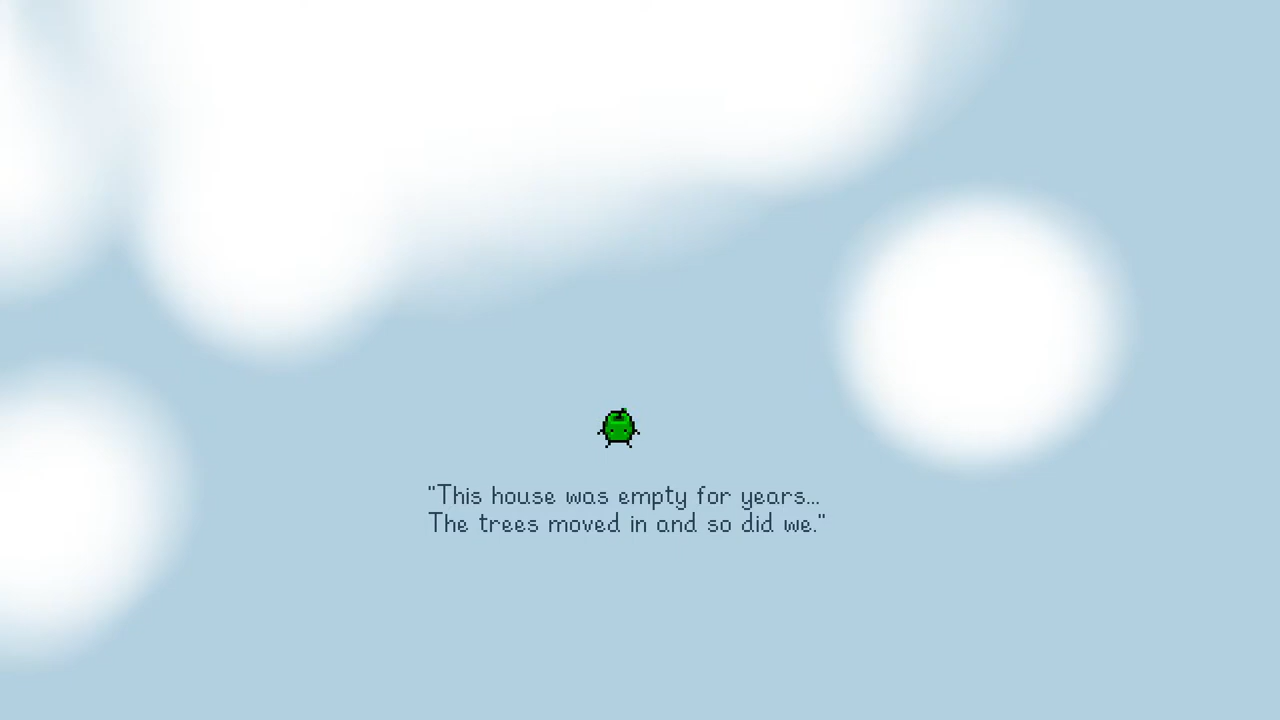 "This house was empty for years...
The trees moved in and so did we."